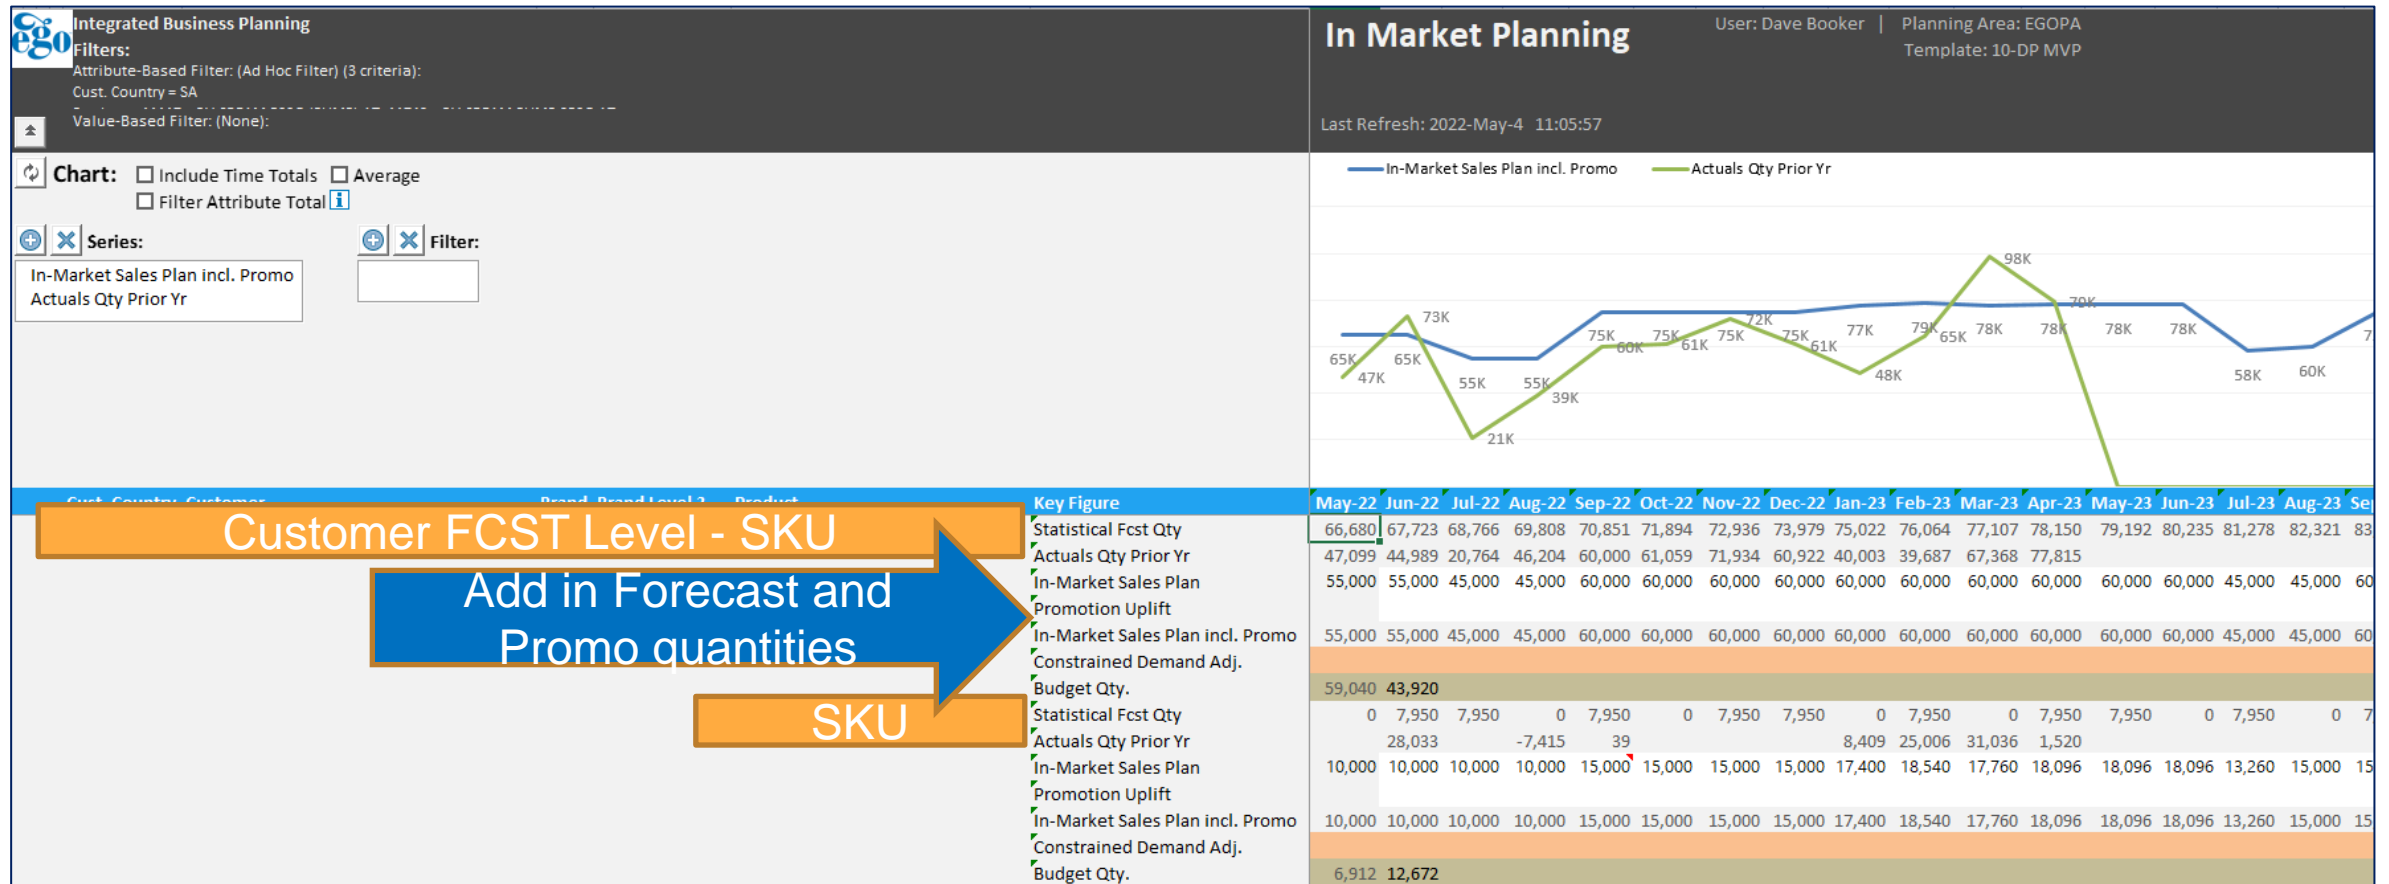 ego
Integrated Business Planning
Filters:
Attribute-Based Filter: (Ad Hoc Filter) (3 criteria):
Cust. Country = SA
Value-Based Filter: (None):
In Market Planning
User: Dave Booker | Planning Area: EGOPA
Template: 10-DP MVP
Last Refresh: 2022-May-4 11:05:57
Chart: Include Time Totals Average
Filter Attribute Total i
Series: Filter:
In-Market Sales Plan incl. Promo
Actuals Qty Prior Yr
In-Market Sales Plan incl. Promo Actuals Qty Prior Yr
98K
79K
73K
72K
75K 75K 75K 75K 77K 79K 78K 78K 78K 78K 7
60K 61K 61K 65K
65K 65K
47K 55K 55K 48K 58K 60K
39K
21K
Cust. Country Customer Brand Brand Level 2 Product Key Figure May-22 Jun-22 Jul-22 Aug-22 Sep-22 Oct-22 Nov-22 Dec-22 Jan-23 Feb-23 Mar-23 Apr-23 May-23 Jun-23 Jul-23 Aug-23 Se
Customer FCST Level - SKU
Add in Forecast and
Promo quantities
SKU
Statistical Fcst Qty 66,680 67,723 68,766 69,808 70,851 71,894 72,936 73,979 75,022 76,064 77,107 78,150 79,192 80,235 81,278 82,321 83
Actuals Qty Prior Yr 47,099 44,989 20,764 46,204 60,000 61,059 71,934 60,922 40,003 39,687 67,368 77,815
In-Market Sales Plan 55,000 55,000 45,000 45,000 60,000 60,000 60,000 60,000 60,000 60,000 60,000 60,000 60,000 60,000 45,000 45,000 60
Promotion Uplift
In-Market Sales Plan incl. Promo 55,000 55,000 45,000 45,000 60,000 60,000 60,000 60,000 60,000 60,000 60,000 60,000 60,000 60,000 45,000 45,000 60
Constrained Demand Adj.
Budget Qty. 59,040 43,920
Statistical Fcst Qty 0 7,950 7,950 0 7,950 0 7,950 7,950 0 7,950 0 7,950 7,950 0 7,950 0 7
Actuals Qty Prior Yr 28,033 -7,415 39 8,409 25,006 31,036 1,520
In-Market Sales Plan 10,000 10,000 10,000 10,000 15,000 15,000 15,000 15,000 17,400 18,540 17,760 18,096 18,096 18,096 13,260 15,000 15
Promotion Uplift
In-Market Sales Plan incl. Promo 10,000 10,000 10,000 10,000 15,000 15,000 15,000 15,000 17,400 18,540 17,760 18,096 18,096 18,096 13,260 15,000 15
Constrained Demand Adj.
Budget Qty. 6,912 12,672